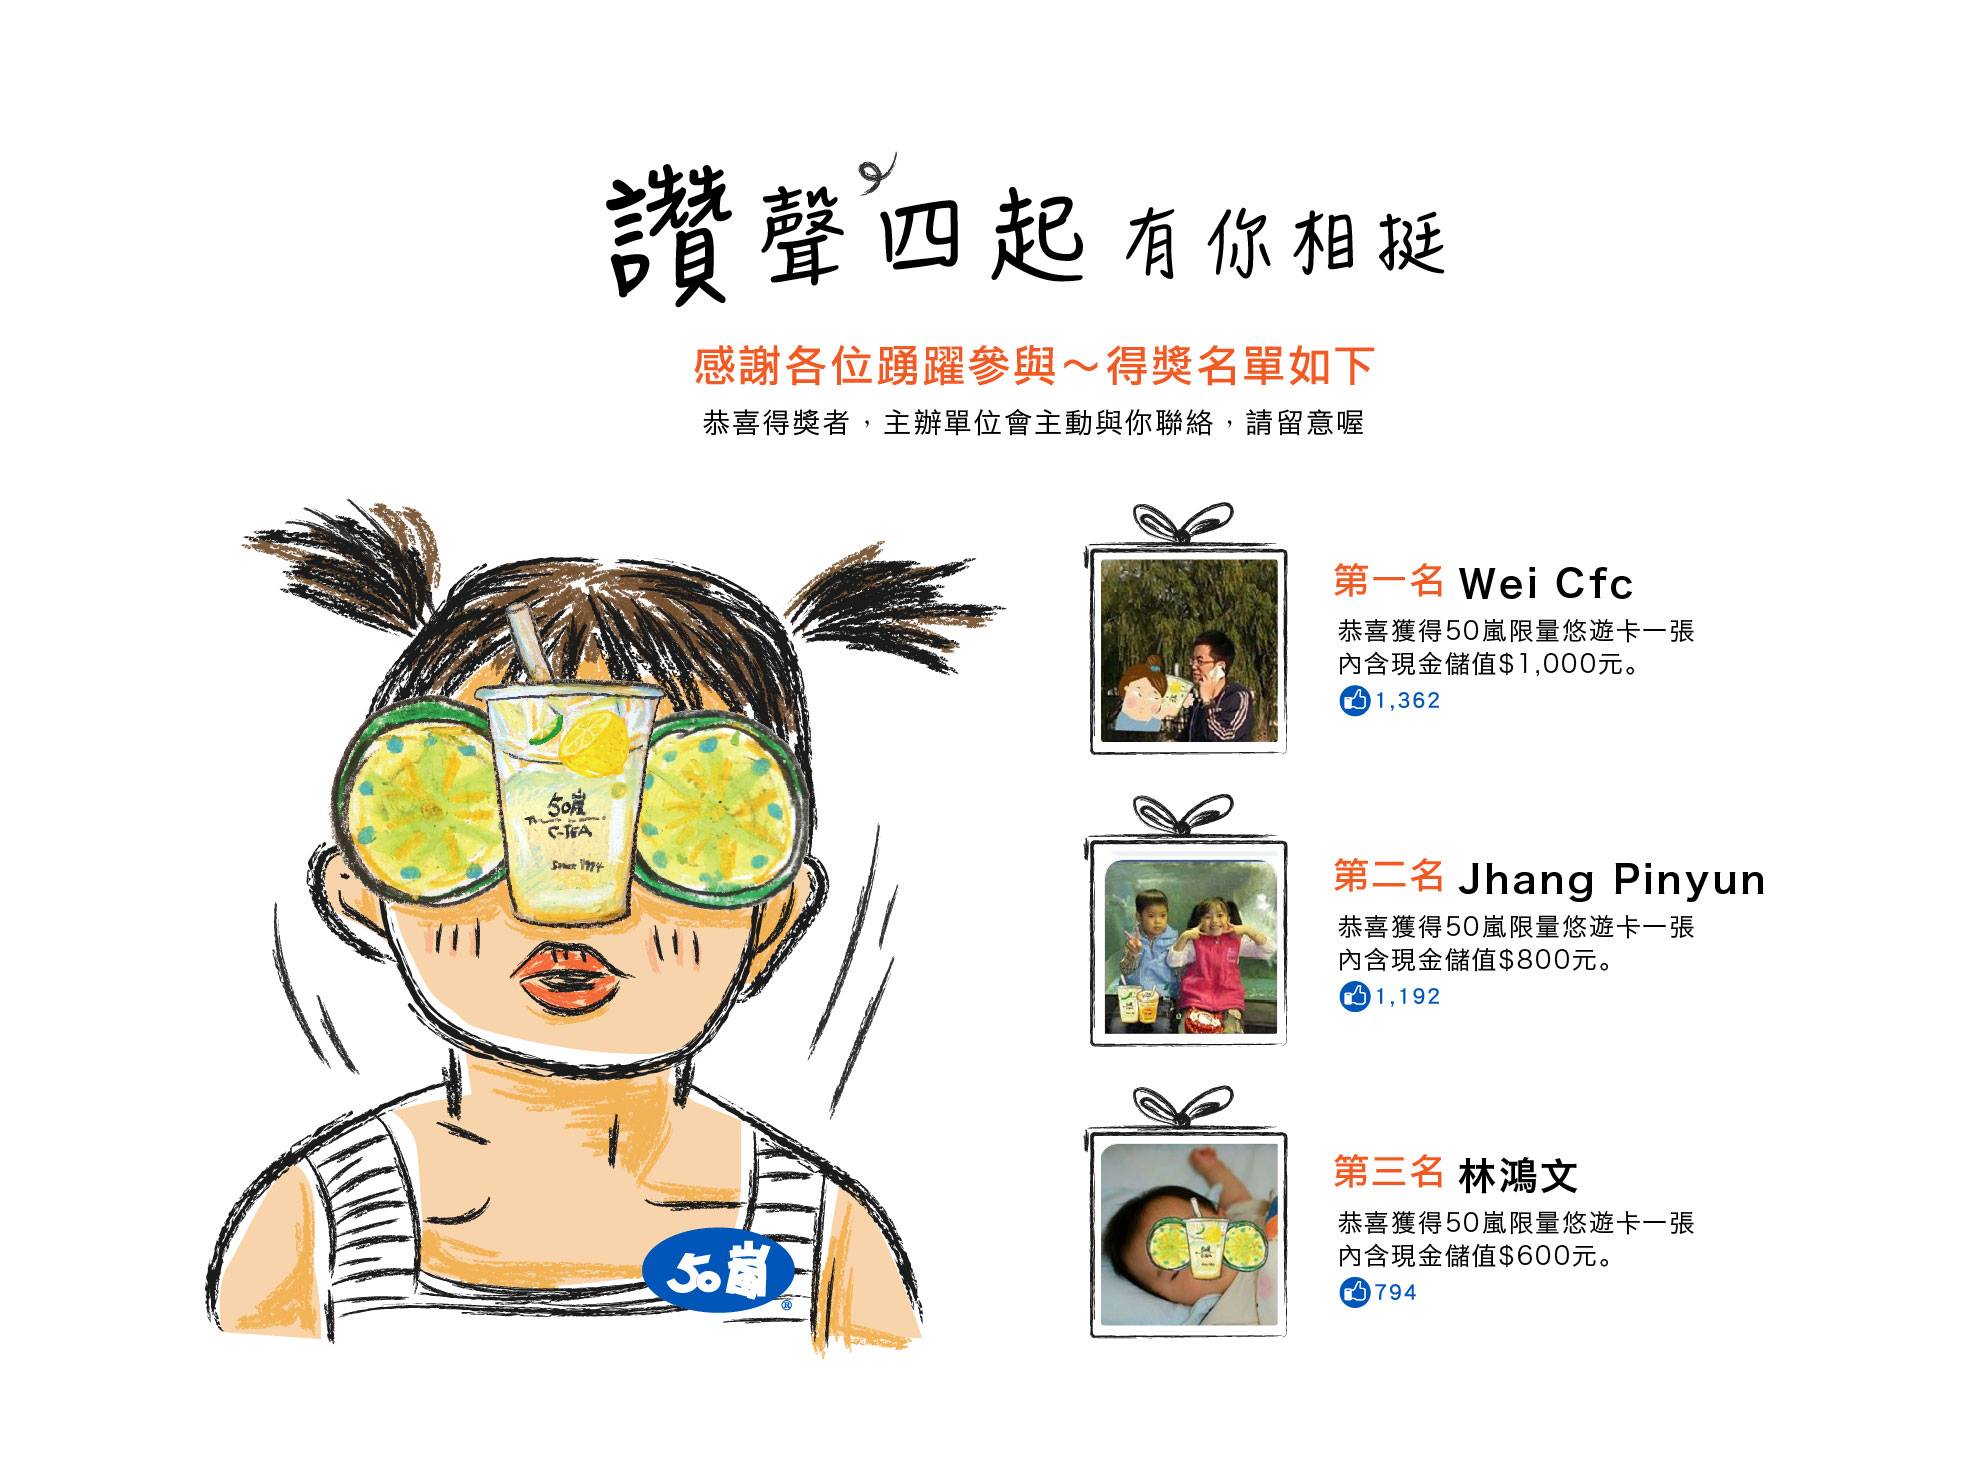 讚聲四起 有你相挺
感謝各位踴躍參與～得獎名單如下
恭喜得獎者，主辦單位會主動與你聯絡，請留意喔
第一名 Wei Cfc
恭喜獲得50嵐限量悠遊卡一張
內含現金儲值$1,000元。
1,362
50嵐
C-TEA
Since 1994
第二名 Jhang Pinyun
恭喜獲得50嵐限量悠遊卡一張
內含現金儲值$800元。
1,192
第三名 林鴻文
恭喜獲得50嵐限量悠遊卡一張
內含現金儲值$600元。
794
50嵐®